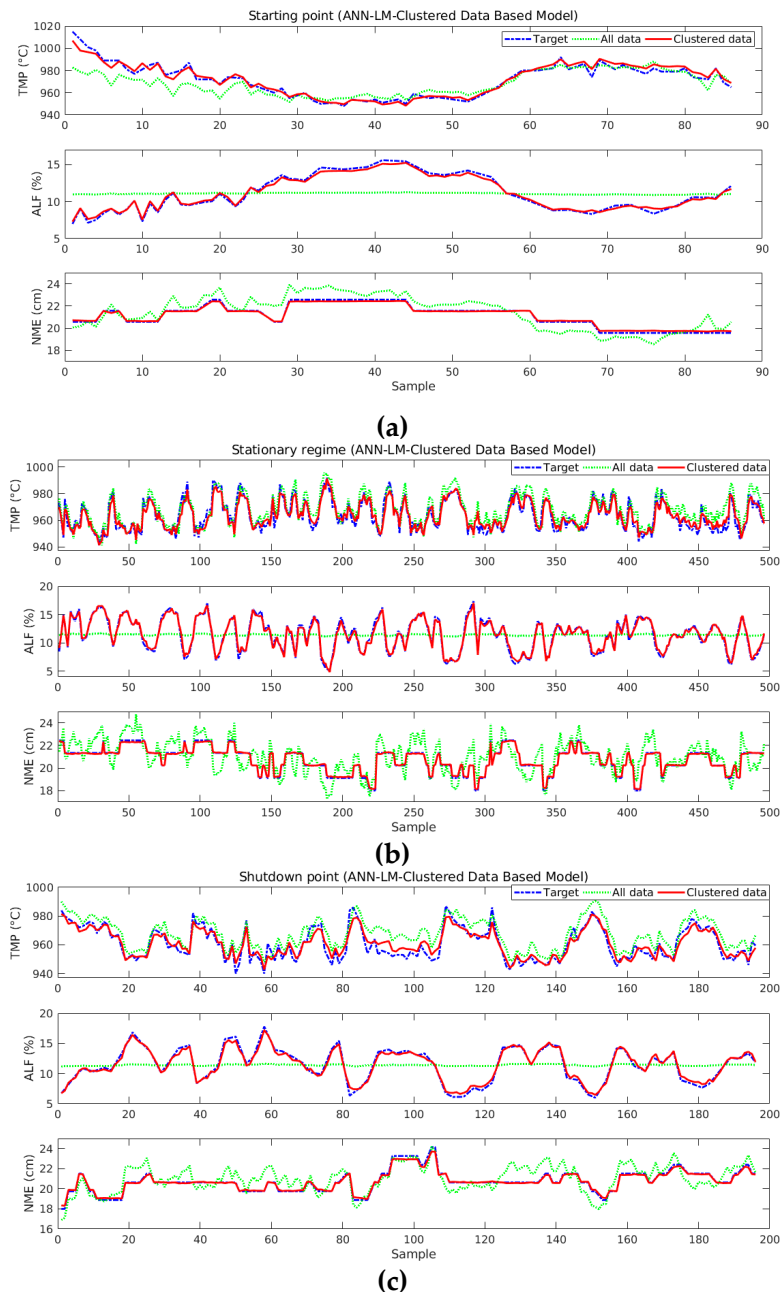 Starting point (ANN-LM-Clustered Data Based Model)
Target All data Clustered data
TMP (°C)
1020
1000
980
960
940
0 10 20 30 40 50 60 70 80 90
ALF (%)
15
10
5
0 10 20 30 40 50 60 70 80 90
NME (cm)
24
22
20
18
0 10 20 30 40 50 60 70 80 90
Sample
(a)
Stationary regime (ANN-LM-Clustered Data Based Model)
Target All data Clustered data
TMP (°C)
1000
980
960
940
0 50 100 150 200 250 300 350 400 450 500
ALF (%)
20
15
10
5
0 50 100 150 200 250 300 350 400 450 500
NME (cm)
24
22
20
18
0 50 100 150 200 250 300 350 400 450 500
Sample
(b)
Shutdown point (ANN-LM-Clustered Data Based Model)
Target All data Clustered data
TMP (°C)
1000
980
960
940
0 20 40 60 80 100 120 140 160 180 200
ALF (%)
20
15
10
5
0 20 40 60 80 100 120 140 160 180 200
NME (cm)
24
22
20
18
16
0 20 40 60 80 100 120 140 160 180 200
Sample
(c)